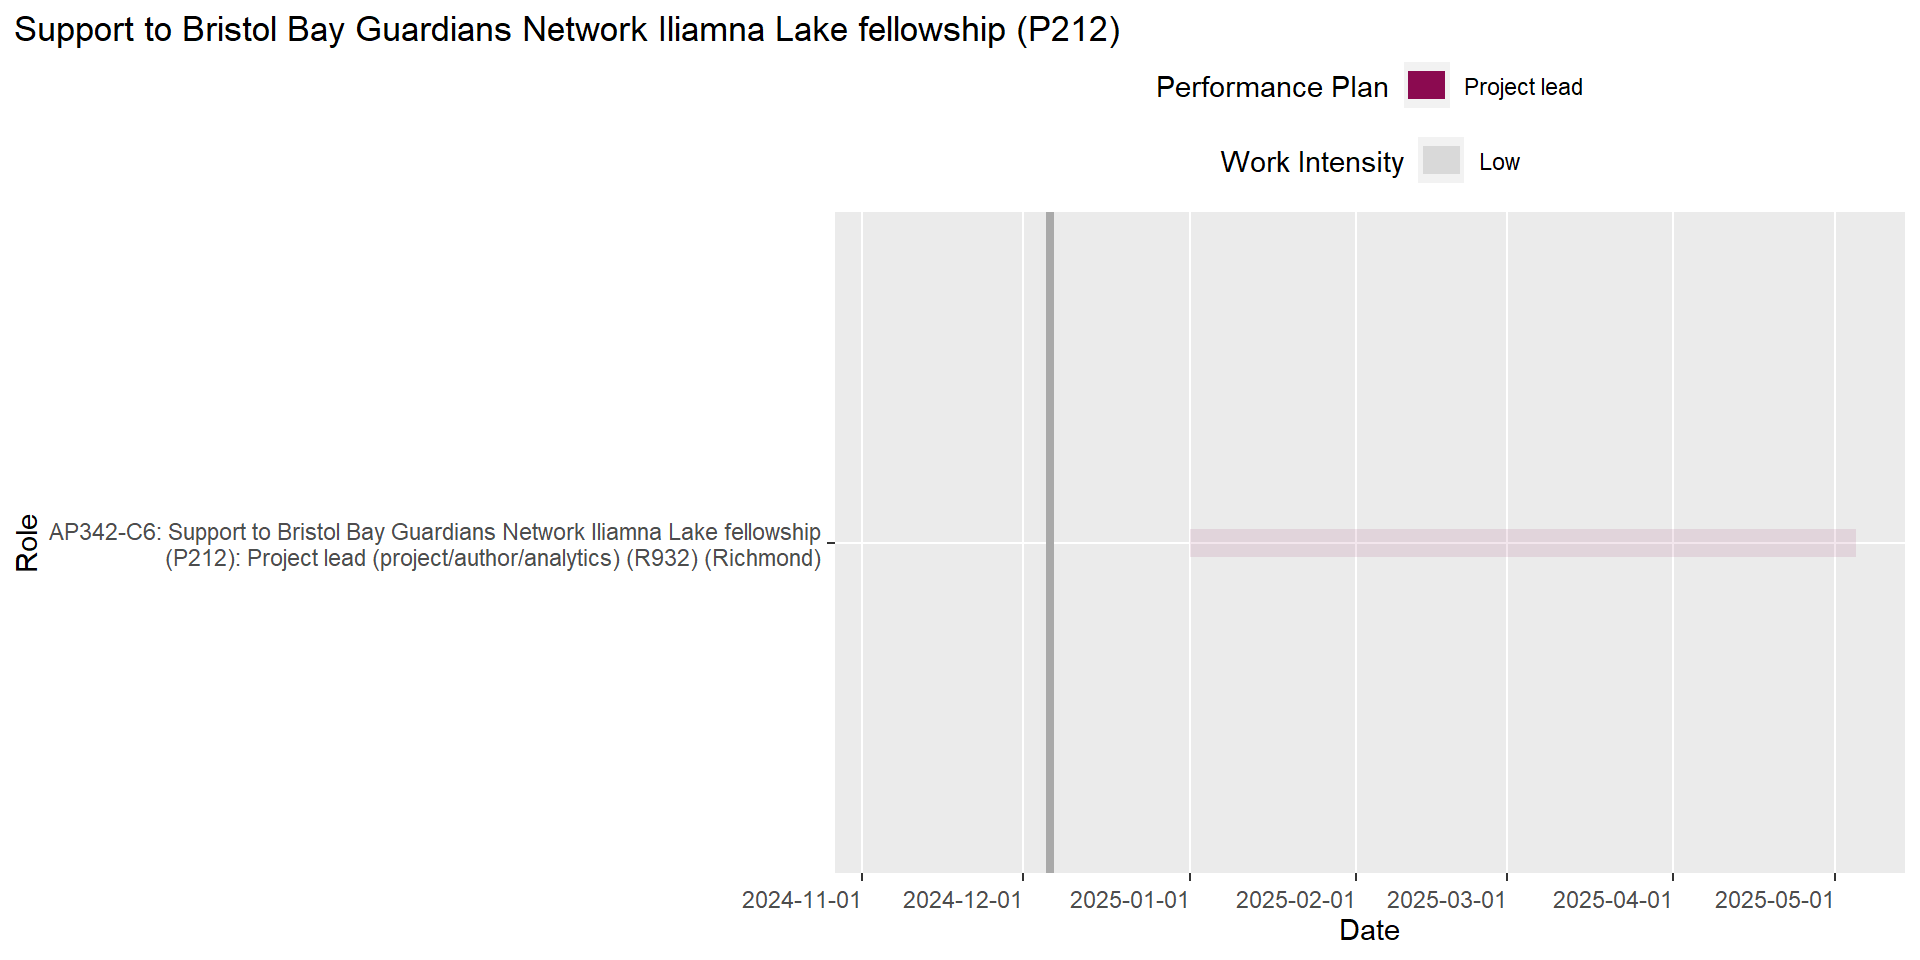 Support to Bristol Bay Guardians Network Iliamna Lake fellowship (P212)
Performance Plan Project lead
Work Intensity Low
Role
AP342-C6: Support to Bristol Bay Guardians Network Iliamna Lake fellowship
(P212): Project lead (project/author/analytics) (R932) (Richmond)
2024-11-01 2024-12-01 2025-01-01 2025-02-01 2025-03-01 2025-04-01 2025-05-01
Date